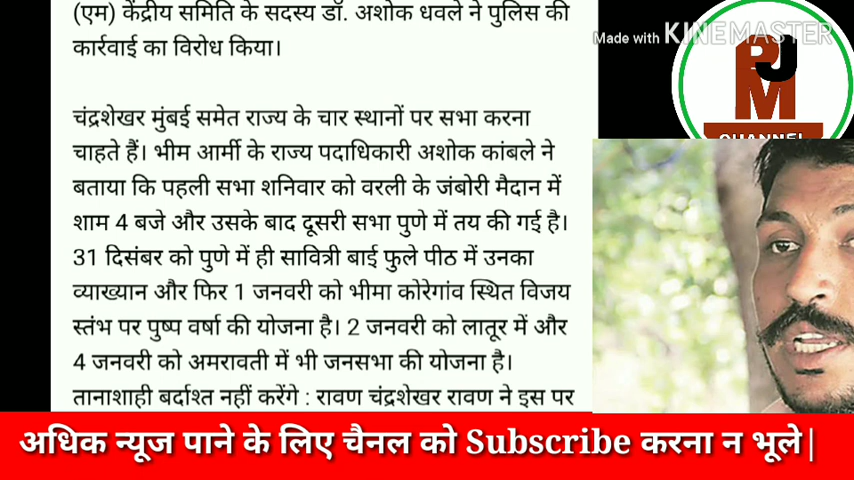 (एम) केंद्रीय समिति के सदस्य डॉ. अशोक धवले ने पुलिस की
कार्रवाई का विरोध किया।
Made with KINEMASTER
PJM
CHANNEL
चंद्रशेखर मुंबई समेत राज्य के चार स्थानों पर सभा करना
चाहते हैं। भीम आर्मी के राज्य पदाधिकारी अशोक कांबले ने
बताया कि पहली सभा शनिवार को वरली के जंबोरी मैदान में
शाम 4 बजे और उसके बाद दूसरी सभा पुणे में तय की गई है।
31 दिसंबर को पुणे में ही सावित्री बाई फुले पीठ में उनका
व्याख्यान और फिर 1 जनवरी को भीमा कोरेगांव स्थित विजय
स्तंभ पर पुष्प वर्षा की योजना है। 2 जनवरी को लातूर में और
4 जनवरी को अमरावती में भी जनसभा की योजना है।
तानाशाही बर्दाश्त नहीं करेंगे : रावण चंद्रशेखर रावण ने इस पर
अधिक न्यूज पाने के लिए चैनल को Subscribe करना न भूले|